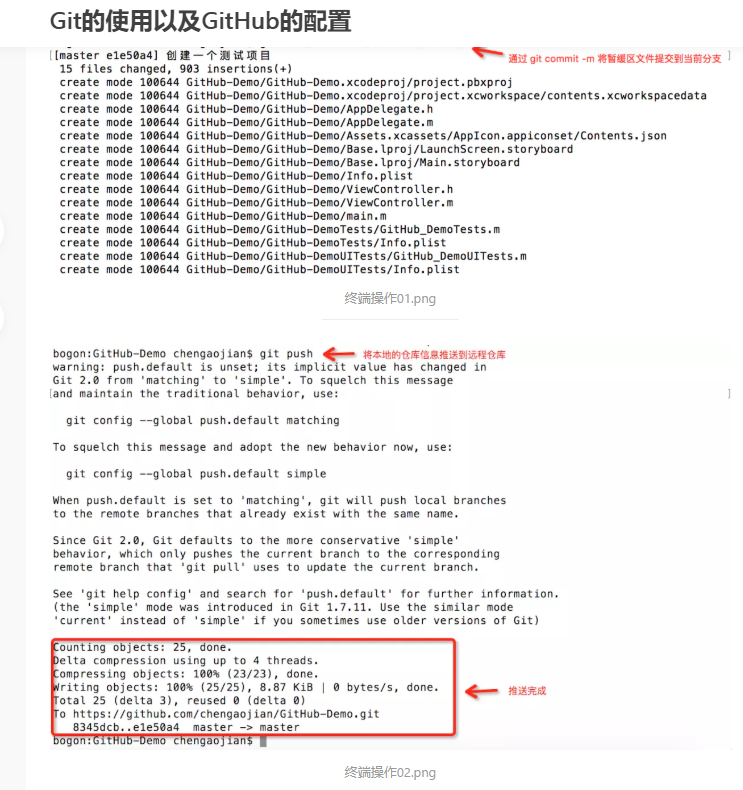 Git的使用以及GitHub的配置
[master e1e50a4] 创建一个测试项目
通过 git commit -m 将暂缓区文件提交到当前分支
15 files changed, 903 insertions(+)
create mode 100644 GitHub-Demo/GitHub-Demo.xcodeproj/project.pbxproj
create mode 100644 GitHub-Demo/GitHub-Demo.xcodeproj/project.xcworkspace/contents.xcworkspacedata
create mode 100644 GitHub-Demo/GitHub-Demo/AppDelegate.h
create mode 100644 GitHub-Demo/GitHub-Demo/AppDelegate.m
create mode 100644 GitHub-Demo/GitHub-Demo/Assets.xcassets/AppIcon.appiconset/Contents.json
create mode 100644 GitHub-Demo/GitHub-Demo/Base.lproj/LaunchScreen.storyboard
create mode 100644 GitHub-Demo/GitHub-Demo/Base.lproj/Main.storyboard
create mode 100644 GitHub-Demo/GitHub-Demo/Info.plist
create mode 100644 GitHub-Demo/GitHub-Demo/ViewController.h
create mode 100644 GitHub-Demo/GitHub-Demo/ViewController.m
create mode 100644 GitHub-Demo/GitHub-Demo/main.m
create mode 100644 GitHub-Demo/GitHub-DemoTests/GitHub_DemoTests.m
create mode 100644 GitHub-Demo/GitHub-DemoTests/Info.plist
create mode 100644 GitHub-Demo/GitHub-DemoUITests/GitHub_DemoUITests.m
create mode 100644 GitHub-Demo/GitHub-DemoUITests/Info.plist
终端操作01.png
bogon:GitHub-Demo chengaojian$ git push
将本地的仓库信息推送到远程仓库
warning: push.default is unset; its implicit value has changed in
Git 2.0 from 'matching' to 'simple'. To squelch this message
and maintain the traditional behavior, use:
git config --global push.default matching
To squelch this message and adopt the new behavior now, use:
git config --global push.default simple
When push.default is set to 'matching', git will push local branches
to the remote branches that already exist with the same name.
Since Git 2.0, Git defaults to the more conservative 'simple'
behavior, which only pushes the current branch to the corresponding
remote branch that 'git pull' uses to update the current branch.
See 'git help config' and search for 'push.default' for further information.
(the 'simple' mode was introduced in Git 1.7.11. Use the similar mode
'current' instead of 'simple' if you sometimes use older versions of Git)
Counting objects: 25, done.
Delta compression using up to 4 threads.
Compressing objects: 100% (23/23), done.
Writing objects: 100% (25/25), 8.87 KiB | 0 bytes/s, done.
推送完成
Total 25 (delta 3), reused 0 (delta 0)
To https://github.com/chengaojian/GitHub-Demo.git
8345dcb..e1e50a4 master -> master
bogon:GitHub-Demo chengaojian$
终端操作02.png